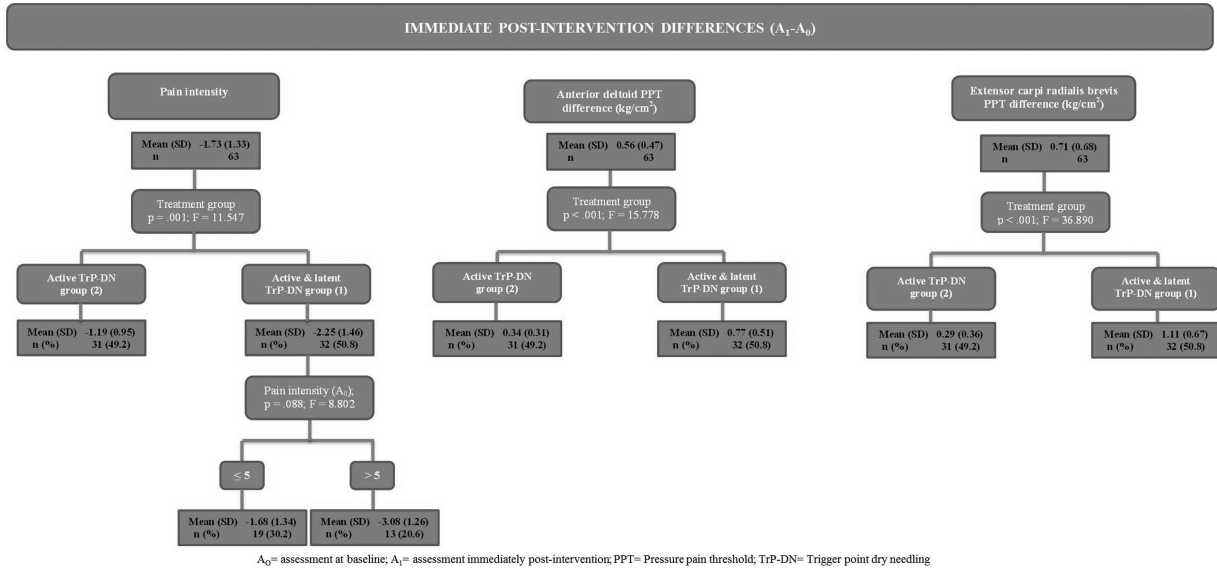 IMMEDIATE POST-INTERVENTION DIFFERENCES (A1-A0)
Pain intensity
Mean (SD) -1.73 (1.33)
n 63
Treatment group
p = .001; F = 11.547
Active TrP-DN
group (2)
Mean (SD) -1.19 (0.95)
n (%) 31 (49.2)
Active & latent
TrP-DN group (1)
Mean (SD) -2.25 (1.46)
n (%) 32 (50.8)
Pain intensity (A0);
p = .088; F = 8.802
≤ 5
Mean (SD) -1.68 (1.34)
n (%) 19 (30.2)
> 5
Mean (SD) -3.08 (1.26)
n (%) 13 (20.6)
Anterior deltoid PPT
difference (kg/cm²)
Mean (SD) 0.56 (0.47)
n 63
Treatment group
p < .001; F = 15.778
Active TrP-DN
group (2)
Mean (SD) 0.34 (0.31)
n (%) 31 (49.2)
Active & latent
TrP-DN group (1)
Mean (SD) 0.77 (0.51)
n (%) 32 (50.8)
Extensor carpi radialis brevis
PPT difference (kg/cm²)
Mean (SD) 0.71 (0.68)
n 63
Treatment group
p < .001; F = 36.890
Active TrP-DN
group (2)
Mean (SD) 0.29 (0.36)
n (%) 31 (49.2)
Active & latent
TrP-DN group (1)
Mean (SD) 1.11 (0.67)
n (%) 32 (50.8)
AO= assessment at baseline; A1= assessment immediately post-intervention; PPT= Pressure pain threshold; TrP-DN= Trigger point dry needling